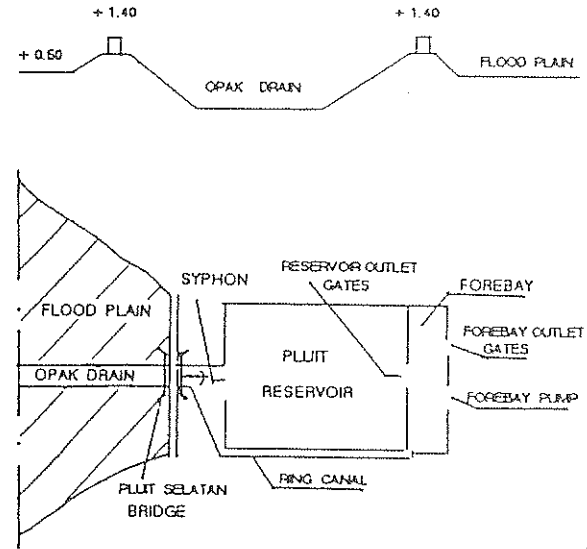 + 1.40
+ 1.40
+ 0.50
OPAK DRAIN
FLOOD PLAIN
RESERVOIR OUTLET
GATES
SYPHON
FOREBAY
FLOOD PLAIN
FOREBAY OUTLET
GATES
PLUIT
RESERVOIR
OPAK DRAIN
FOREBAY PUMP
RING CANAL
PLUIT SELATAN
BRIDGE